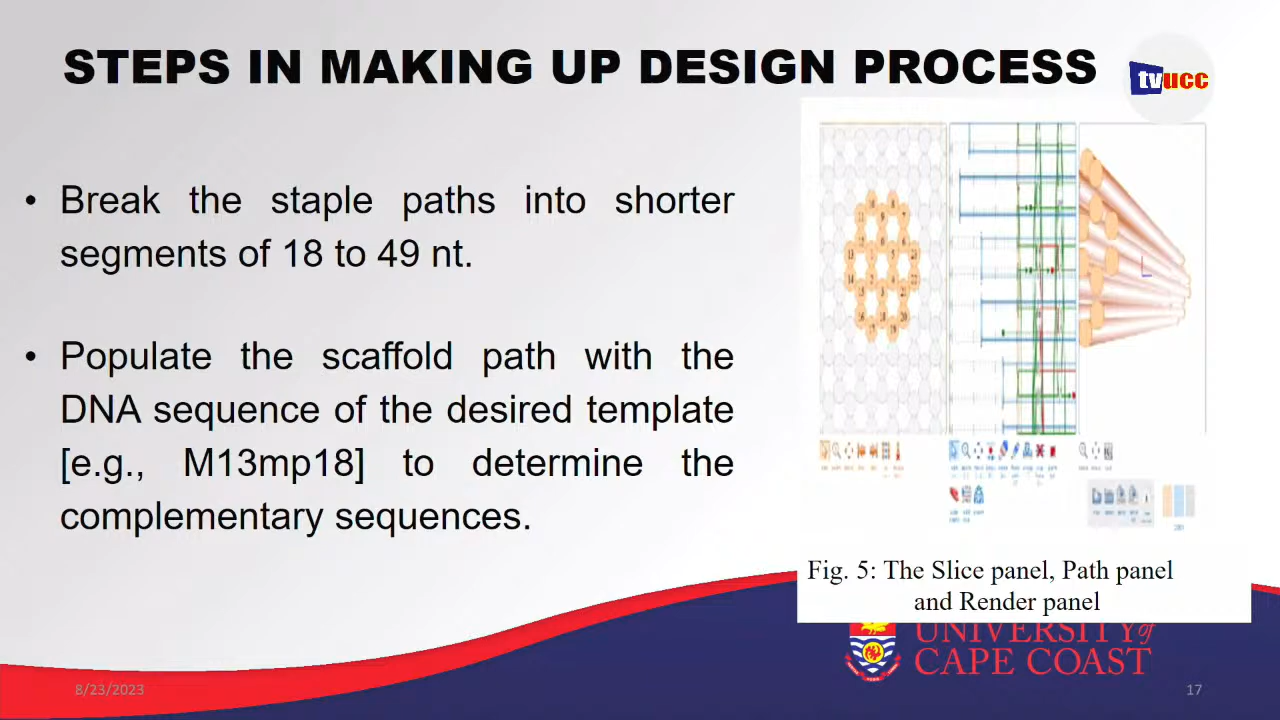 STEPS IN MAKING UP DESIGN PROCESS
tvucc
• Break the staple paths into shorter
segments of 18 to 49 nt.
• Populate the scaffold path with the
DNA sequence of the desired template
[e.g., M13mp18] to determine the
complementary sequences.
Fig. 5: The Slice panel, Path panel
and Render panel
UNIVERSITY of
CAPE COAST
8/23/2023
17